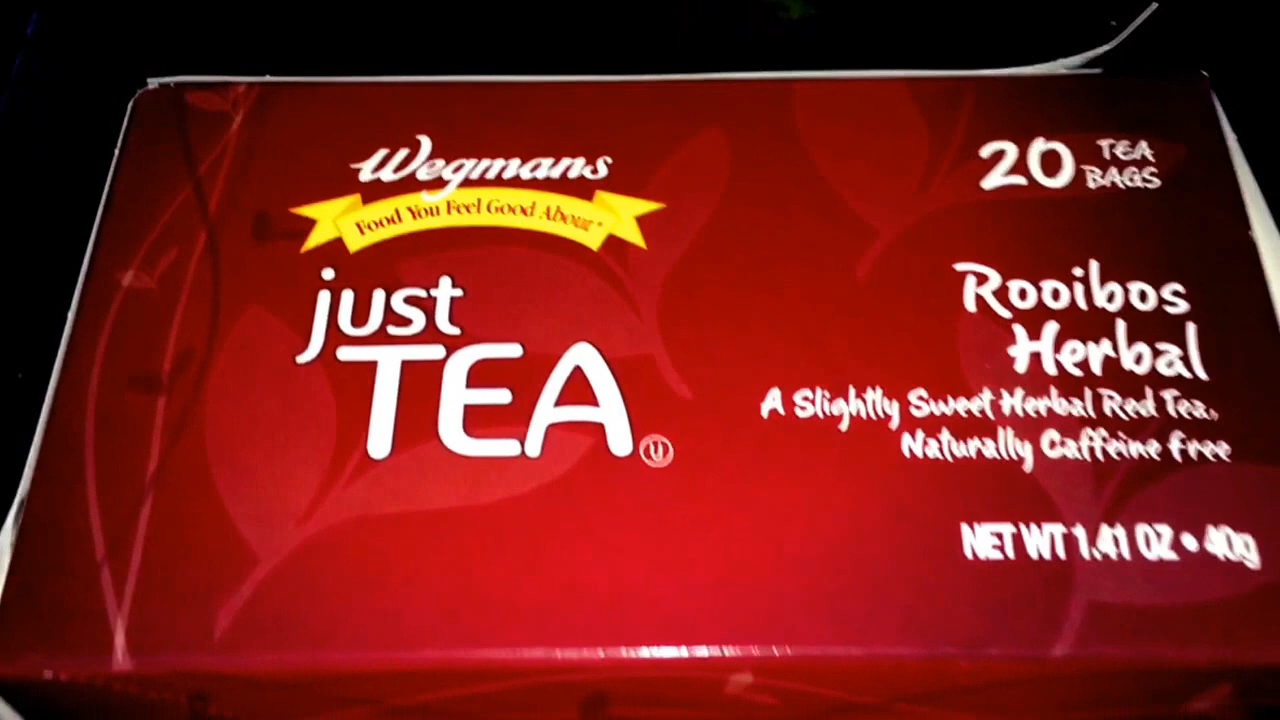 Wegmans
Food You Feel Good About
just
TEA
U
20 TEA
BAGS
Rooibos
Herbal
A Slightly Sweet Herbal Red Tea,
Naturally Caffeine Free
NET WT 1.41 OZ • 40g